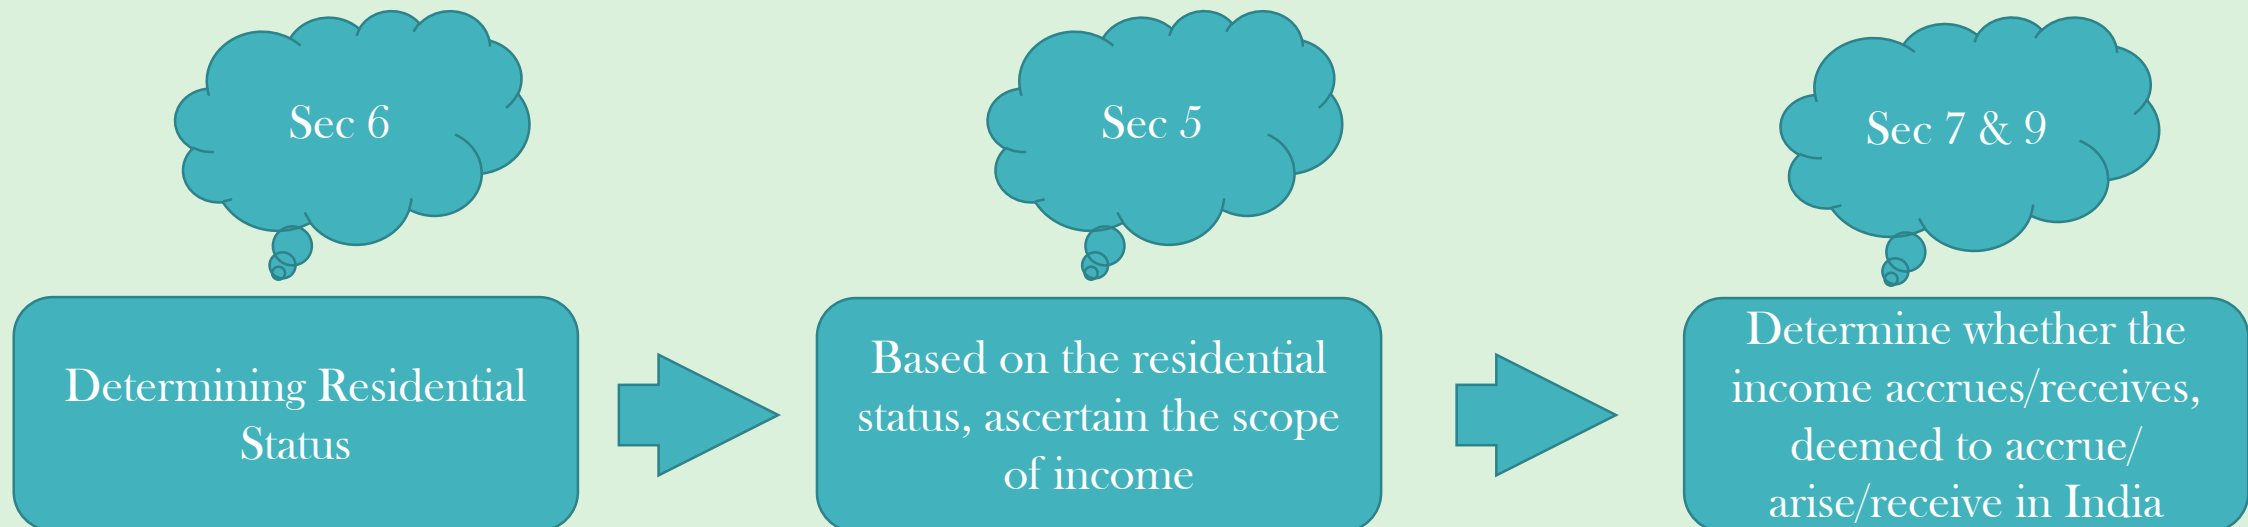 Sec 6
Sec 5
Sec 7 & 9
Determining Residential
Status
Based on the residential
status, ascertain the scope
of income
Determine whether the
income accrues/receives,
deemed to accrue/
arise/receive in India